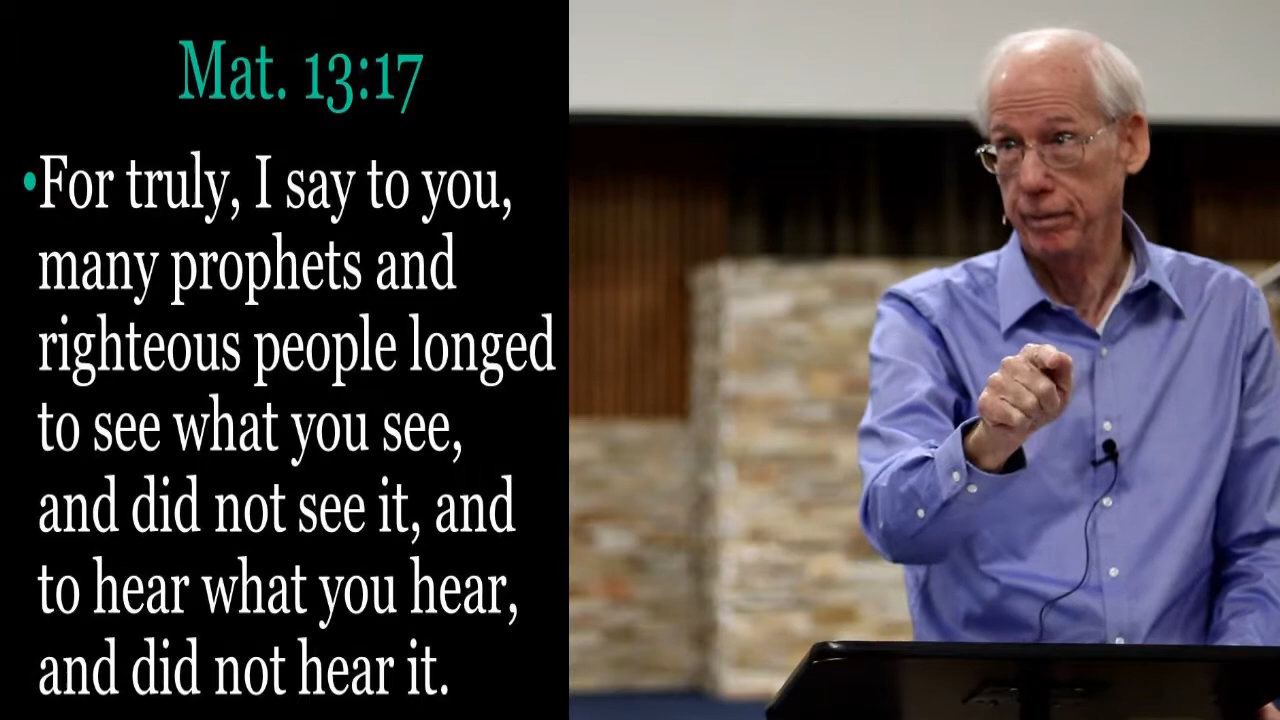 Mat. 13:17
•For truly, I say to you,
many prophets and
righteous people longed
to see what you see,
and did not see it, and
to hear what you hear,
and did not hear it.